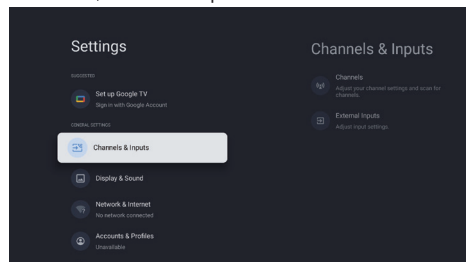 Settings
SUGGESTED
Set up Google TV
Sign in with Google Account
GENERAL SETTINGS
Channels & Inputs
Display & Sound
Network & Internet
No network connected
Accounts & Profiles
Unavailable
Channels & Inputs
Channels
Adjust your channel settings and scan for
channels.
External Inputs
Adjust input settings.